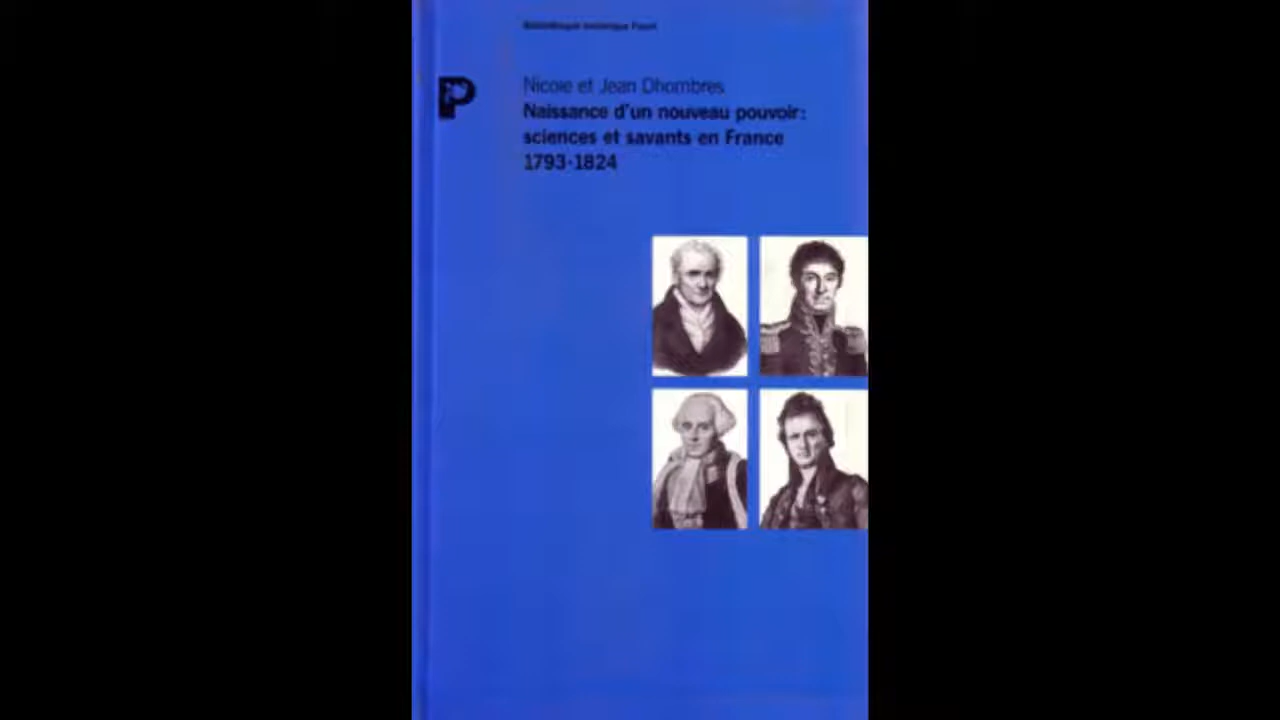 Bibliothèque historique Payot
P
Nicole et Jean Dhombres
Naissance d'un nouveau pouvoir:
sciences et savants en France
1793·1824